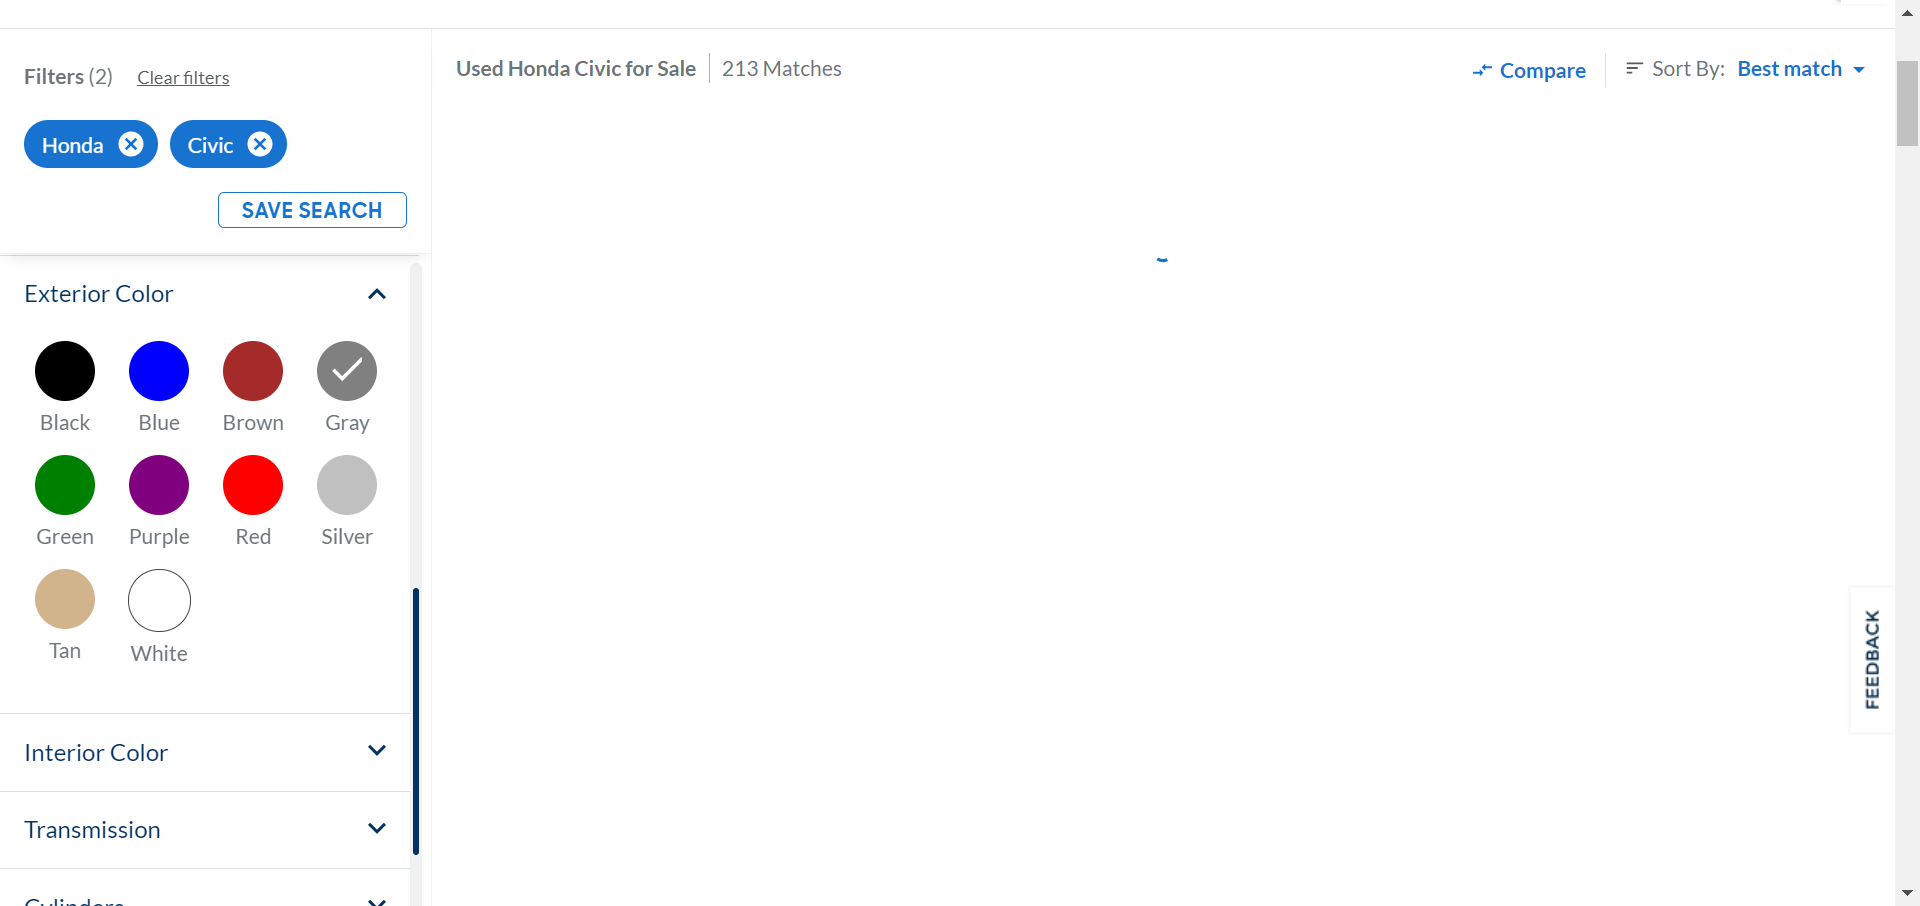 Filters (2) Clear filters
Honda Civic
SAVE SEARCH
Exterior Color
Black Blue Brown Gray
Green Purple Red Silver
Tan White
Interior Color
Transmission
Cylinders
Used Honda Civic for Sale 213 Matches
Compare Sort By: Best match
FEEDBACK